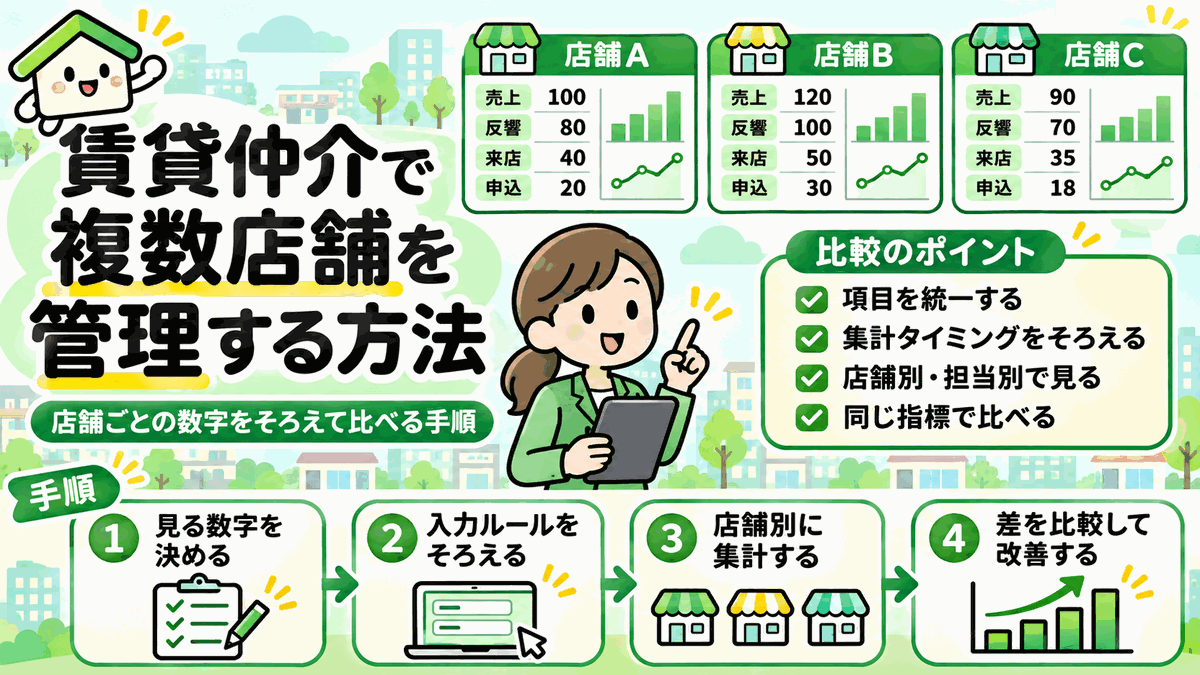 賃貸仲介で
複数店舗を
管理する方法
店舗ごとの数字をそろえて比べる手順
店舗A
売上 100
反響 80
来店 40
申込 20
店舗B
売上 120
反響 100
来店 50
申込 30
店舗C
売上 90
反響 70
来店 35
申込 18
比較のポイント
項目を統一する
集計タイミングをそろえる
店舗別・担当別で見る
同じ指標で比べる
手順
1 見る数字を
決める
2 入力ルールを
そろえる
3 店舗別に
集計する
4 差を比較して
改善する